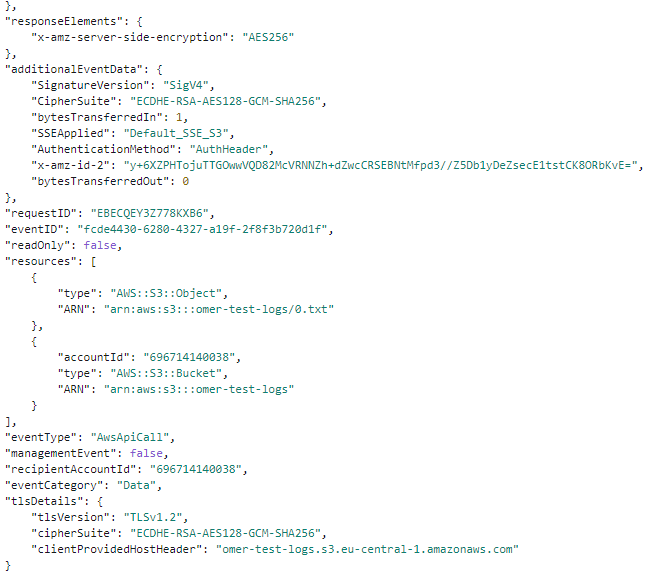 },
"responseElements": {
    "x-amz-server-side-encryption": "AES256"
},
"additionalEventData": {
    "SignatureVersion": "SigV4",
    "CipherSuite": "ECDHE-RSA-AES128-GCM-SHA256",
    "bytesTransferredIn": 1,
    "SSEApplied": "Default_SSE_S3",
    "AuthenticationMethod": "AuthHeader",
    "x-amz-id-2": "y+6XZPHTojuTTGOwwVQD82McVRNNZh+dZwcCRSEBNtMfpd3//Z5Db1yDeZsecE1tstCK8ORbKvE=",
    "bytesTransferredOut": 0
},
"requestID": "EBECQEY3Z778KXB6",
"eventID": "fcde4430-6280-4327-a19f-2f8f3b720d1f",
"readOnly": false,
"resources": [
    {
        "type": "AWS::S3::Object",
        "ARN": "arn:aws:s3:::omer-test-logs/0.txt"
    },
    {
        "accountId": "696714140038",
        "type": "AWS::S3::Bucket",
        "ARN": "arn:aws:s3:::omer-test-logs"
    }
],
"eventType": "AwsApiCall",
"managementEvent": false,
"recipientAccountId": "696714140038",
"eventCategory": "Data",
"tlsDetails": {
    "tlsVersion": "TLSv1.2",
    "cipherSuite": "ECDHE-RSA-AES128-GCM-SHA256",
    "clientProvidedHostHeader": "omer-test-logs.s3.eu-central-1.amazonaws.com"
}